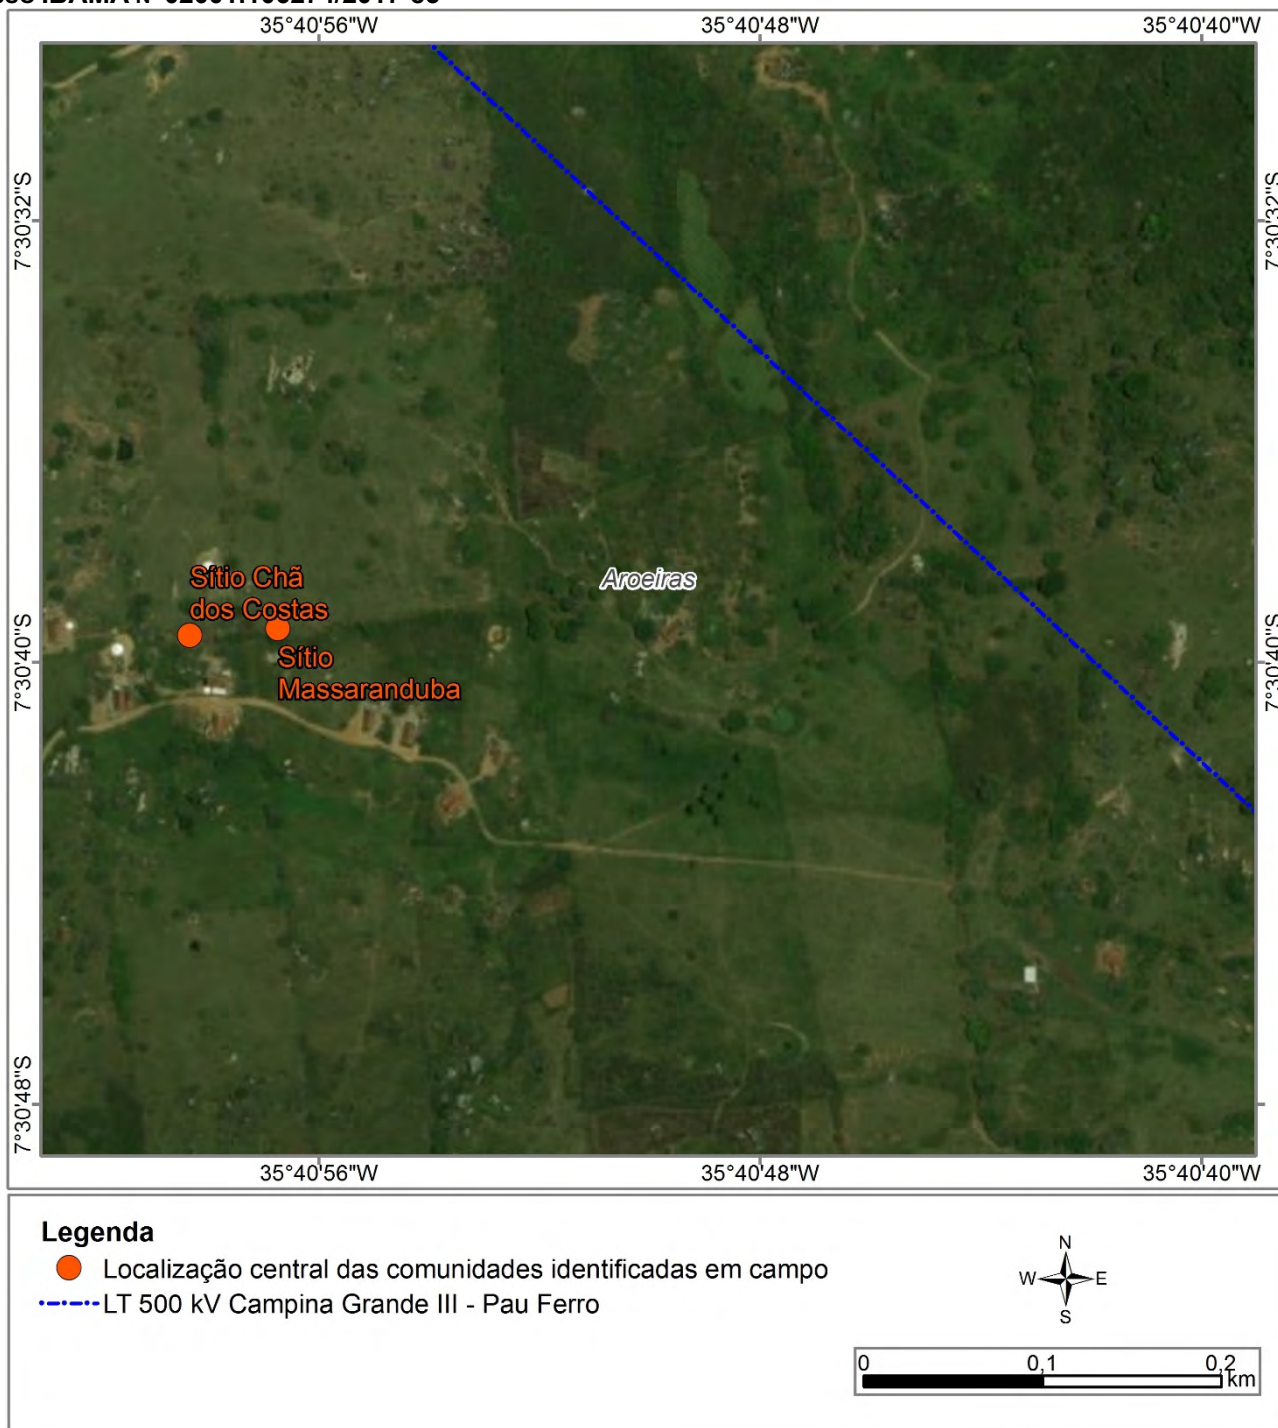 35°40'56"W 35°40'48"W 35°40'40"W
7°30'32"S 7°30'32"S
Aroeiras
Sítio Chã
dos Costas
Sítio
Massaranduba
7°30'40"S 7°30'40"S
7°30'48"S
35°40'56"W 35°40'48"W 35°40'40"W
Legenda
Localização central das comunidades identificadas em campo
LT 500 kV Campina Grande III - Pau Ferro
N
W E
S
0 0,1 0,2
km